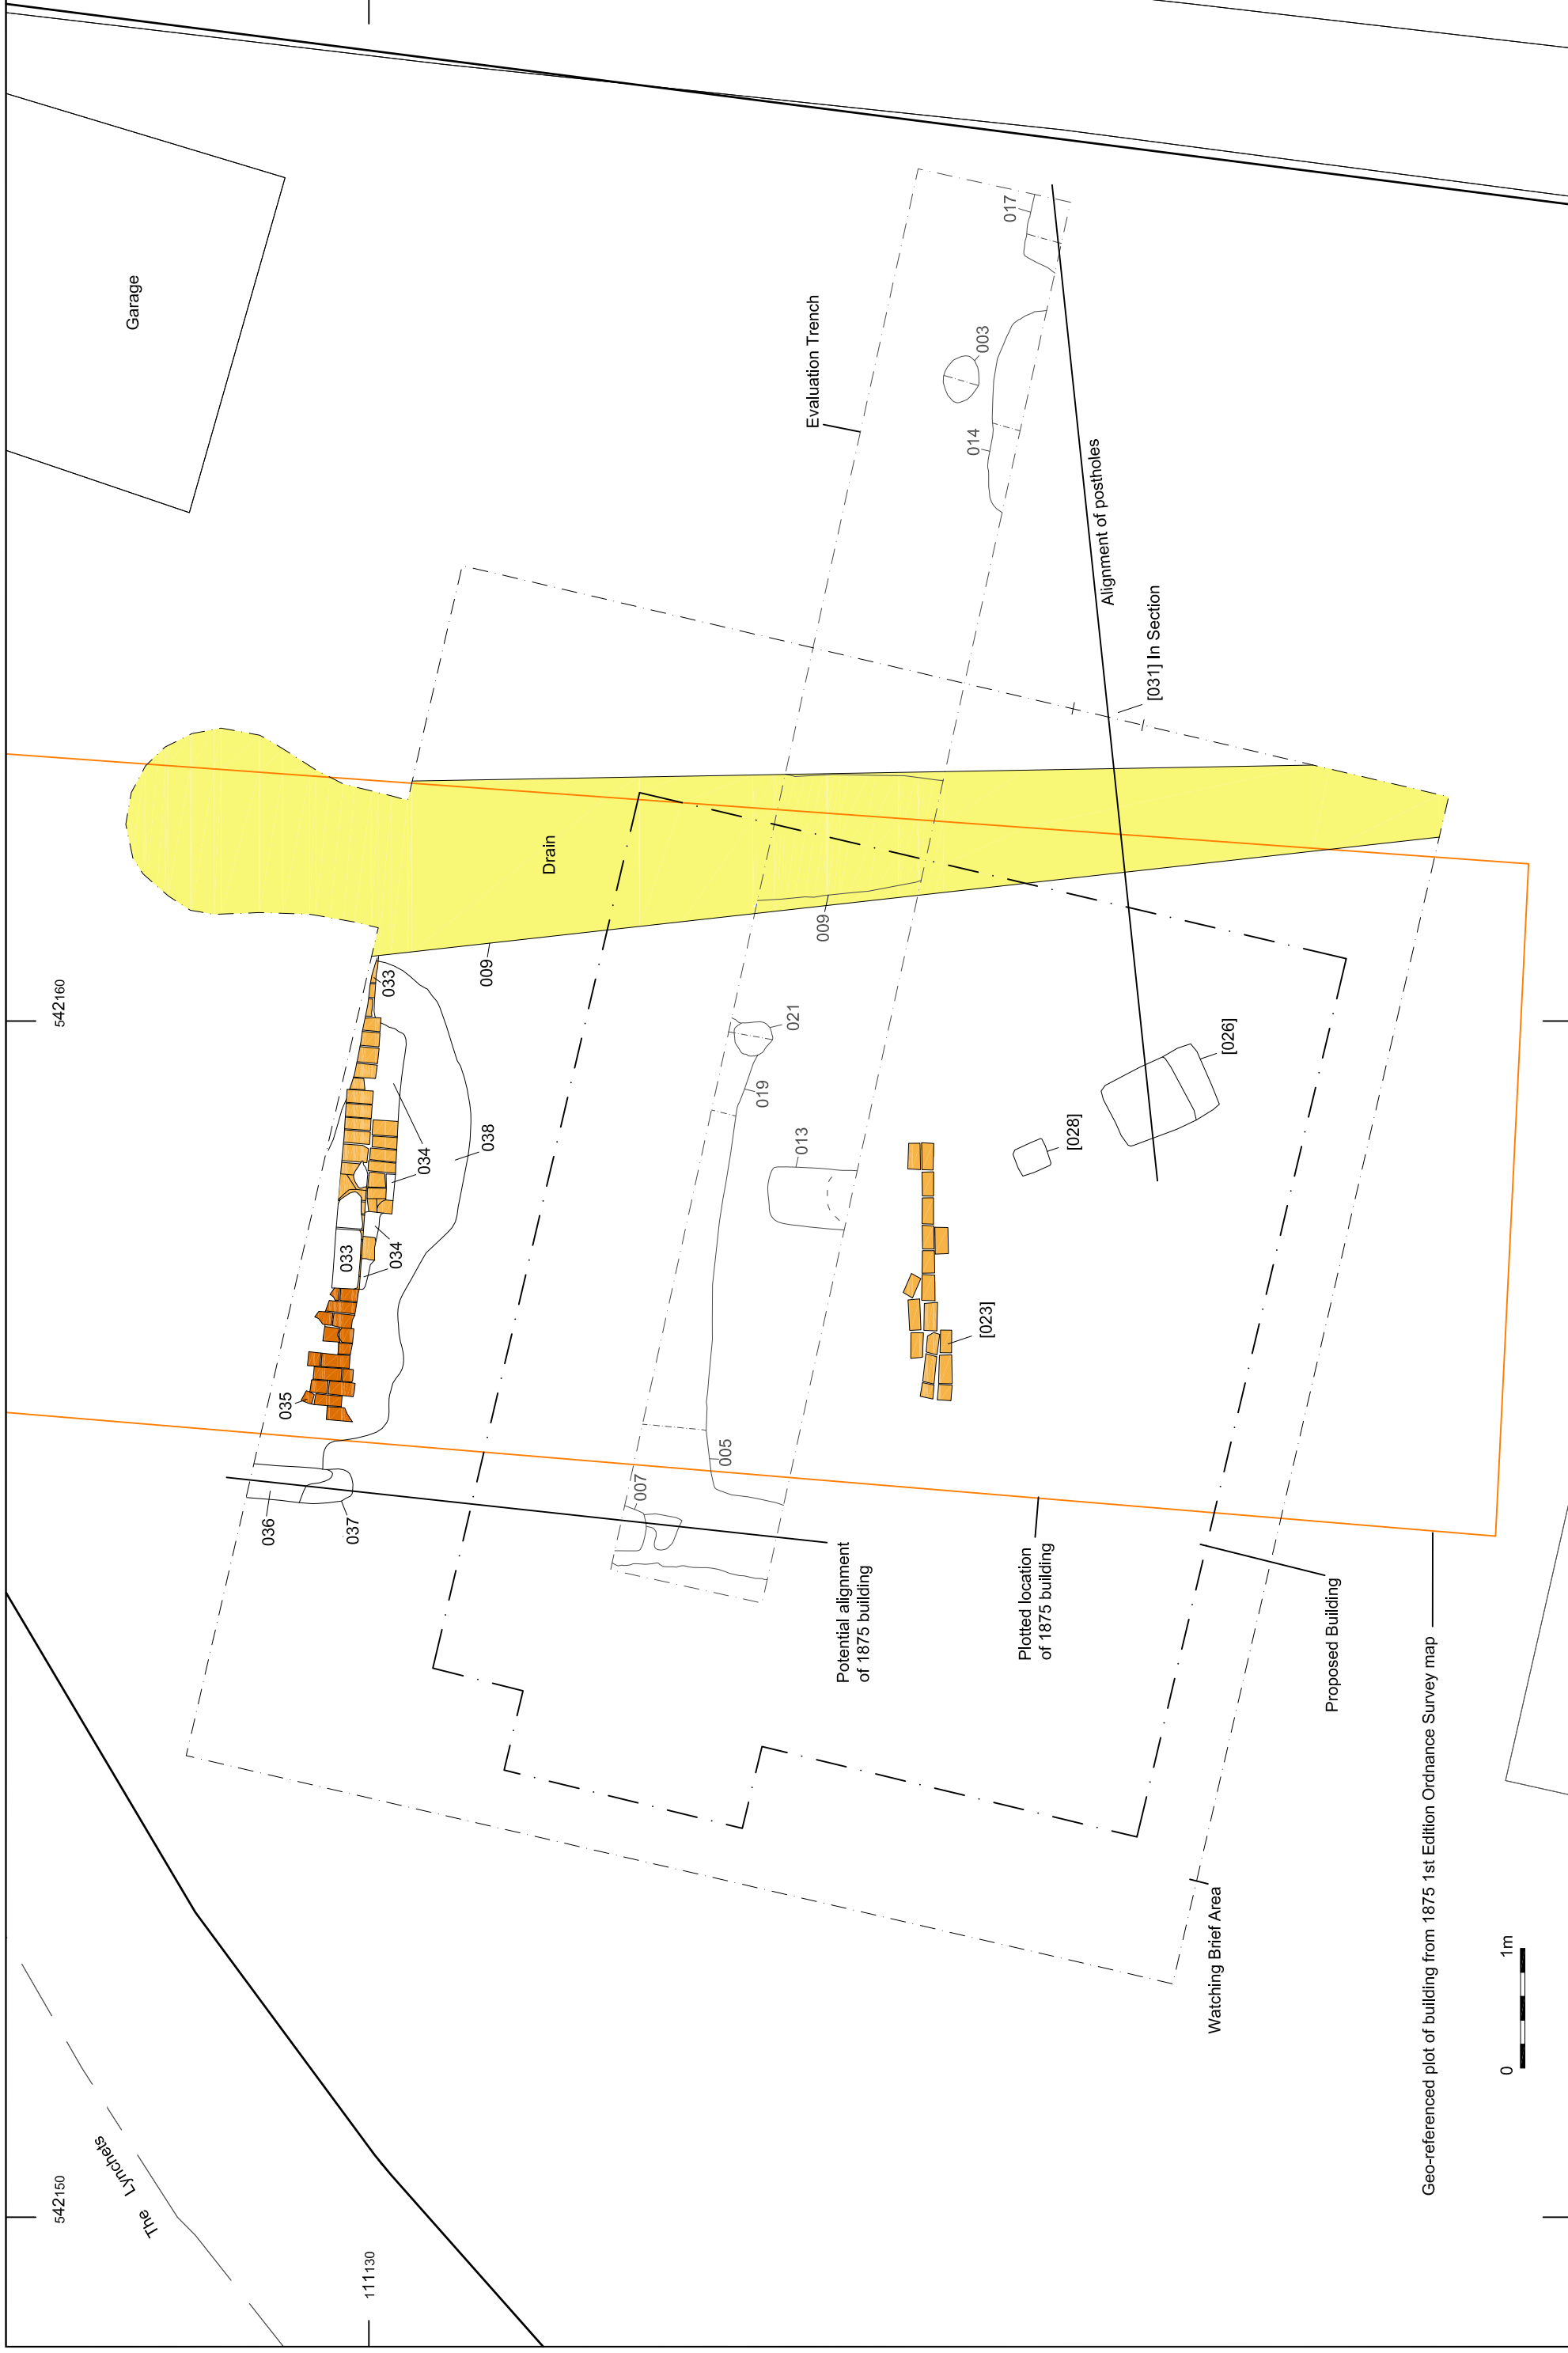 Garage
The Lynchets
542160
542150
111130
Evaluation Trench
017
003
014
Alignment of postholes
[031] In Section
Drain
009
009
033
033
034
034
038
035
036
037
021
019
013
005
007
[026]
[028]
[023]
Potential alignment
of 1875 building
Plotted location
of 1875 building
Proposed Building
Watching Brief Area
Geo-referenced plot of building from 1875 1st Edition Ordnance Survey map
0
1m